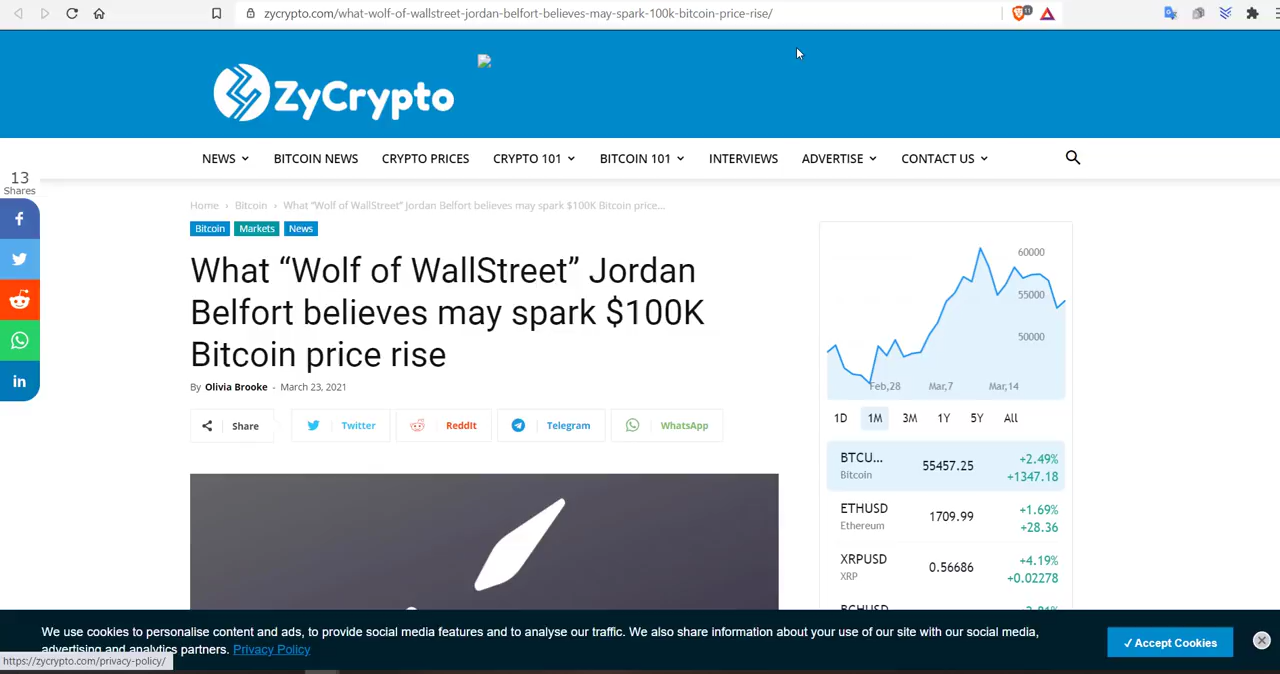 zycrypto.com/what-wolf-of-wallstreet-jordan-belfort-believes-may-spark-100k-bitcoin-price-rise/
11
ZyCrypto
NEWS
BITCOIN NEWS
CRYPTO PRICES
CRYPTO 101
BITCOIN 101
INTERVIEWS
ADVERTISE
CONTACT US
13
Shares
Home › Bitcoin › What “Wolf of WallStreet” Jordan Belfort believes may spark $100K Bitcoin price...
Bitcoin
Markets
News
What “Wolf of WallStreet” Jordan
Belfort believes may spark $100K
Bitcoin price rise
By Olivia Brooke - March 23, 2021
Share
Twitter
ReddIt
Telegram
WhatsApp
60000
55000
50000
Feb,28
Mar,7
Mar,14
1D
1M
3M
1Y
5Y
All
BTCU... 55457.25 +2.49%
Bitcoin +1347.18
ETHUSD 1709.99 +1.69%
Ethereum +28.36
XRPUSD 0.56686 +4.19%
XRP +0.02278
We use cookies to personalise content and ads, to provide social media features and to analyse our traffic. We also share information about your use of our site with our social media,
advertising and analytics partners. Privacy Policy
✓ Accept Cookies
https://zycrypto.com/privacy-policy/